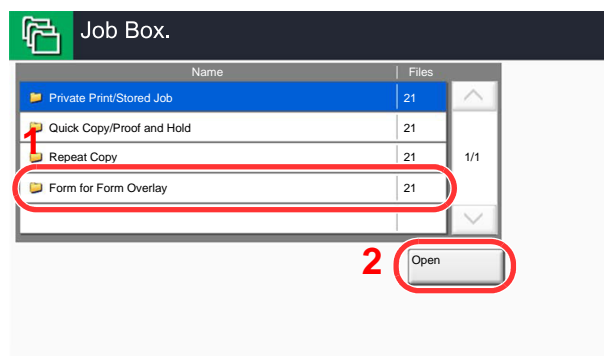 Job Box.
Name Files
Private Print/Stored Job 21
Quick Copy/Proof and Hold 21
1
Repeat Copy 21 1/1
Form for Form Overlay 21
2 Open